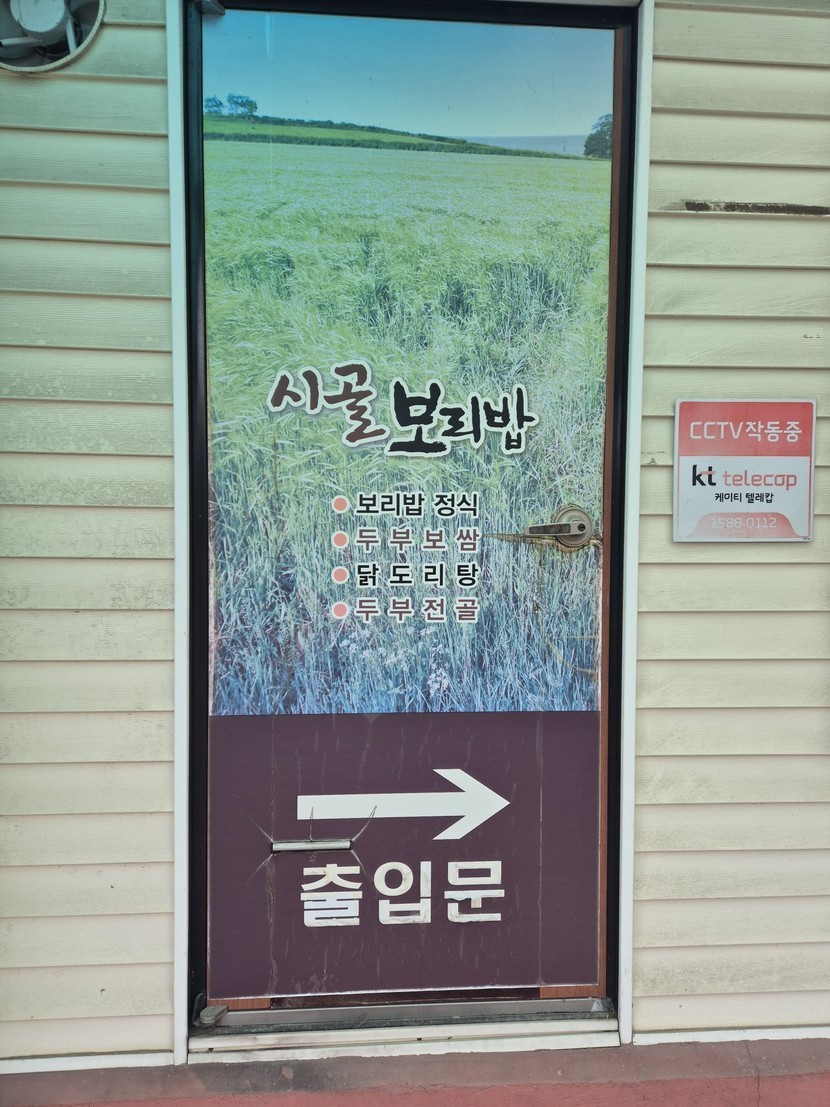 시골 보리밥
보리밥 정식
두부보쌈
닭도리탕
두부전골
출입문
CCTV작동중
kt telecop
케이티 텔레캅
1588-0112